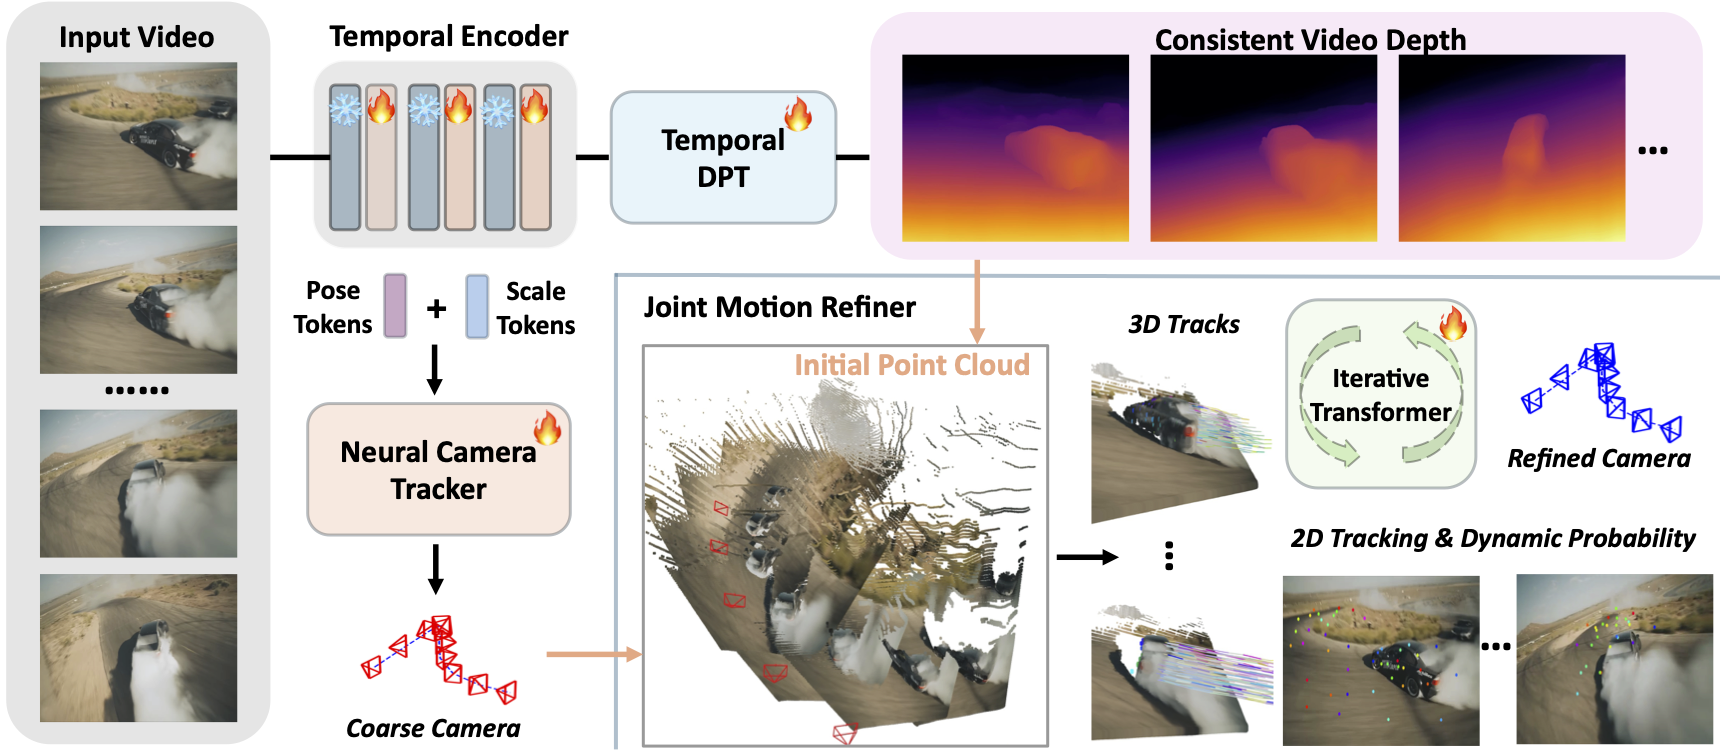 Input Video
......
Temporal Encoder
Temporal
DPT
Consistent Video Depth
...
Pose
Tokens
+
Scale
Tokens
Neural Camera
Tracker
Coarse Camera
Joint Motion Refiner
Initial Point Cloud
3D Tracks
Iterative
Transformer
Refined Camera
2D Tracking & Dynamic Probability
...